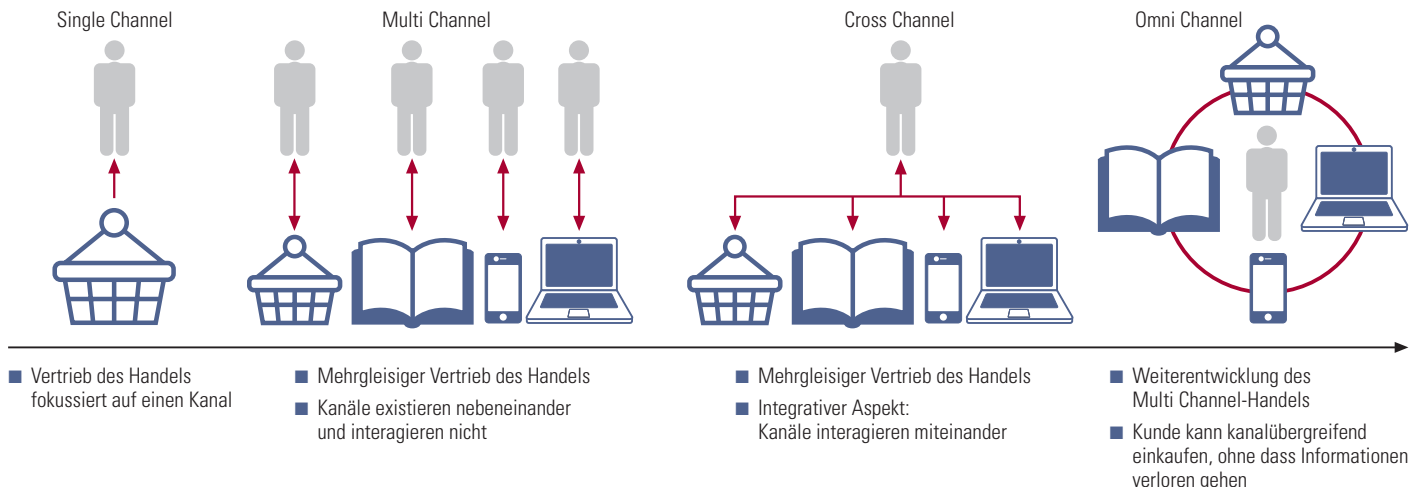 Single Channel
Multi Channel
Cross Channel
Omni Channel
■ Vertrieb des Handels
fokussiert auf einen Kanal
■ Mehrgleisiger Vertrieb des Handels
■ Kanäle existieren nebeneinander
und interagieren nicht
■ Mehrgleisiger Vertrieb des Handels
■ Integrativer Aspekt:
Kanäle interagieren miteinander
■ Weiterentwicklung des
Multi Channel-Handels
■ Kunde kann kanalübergreifend
einkaufen, ohne dass Informationen
verloren gehen